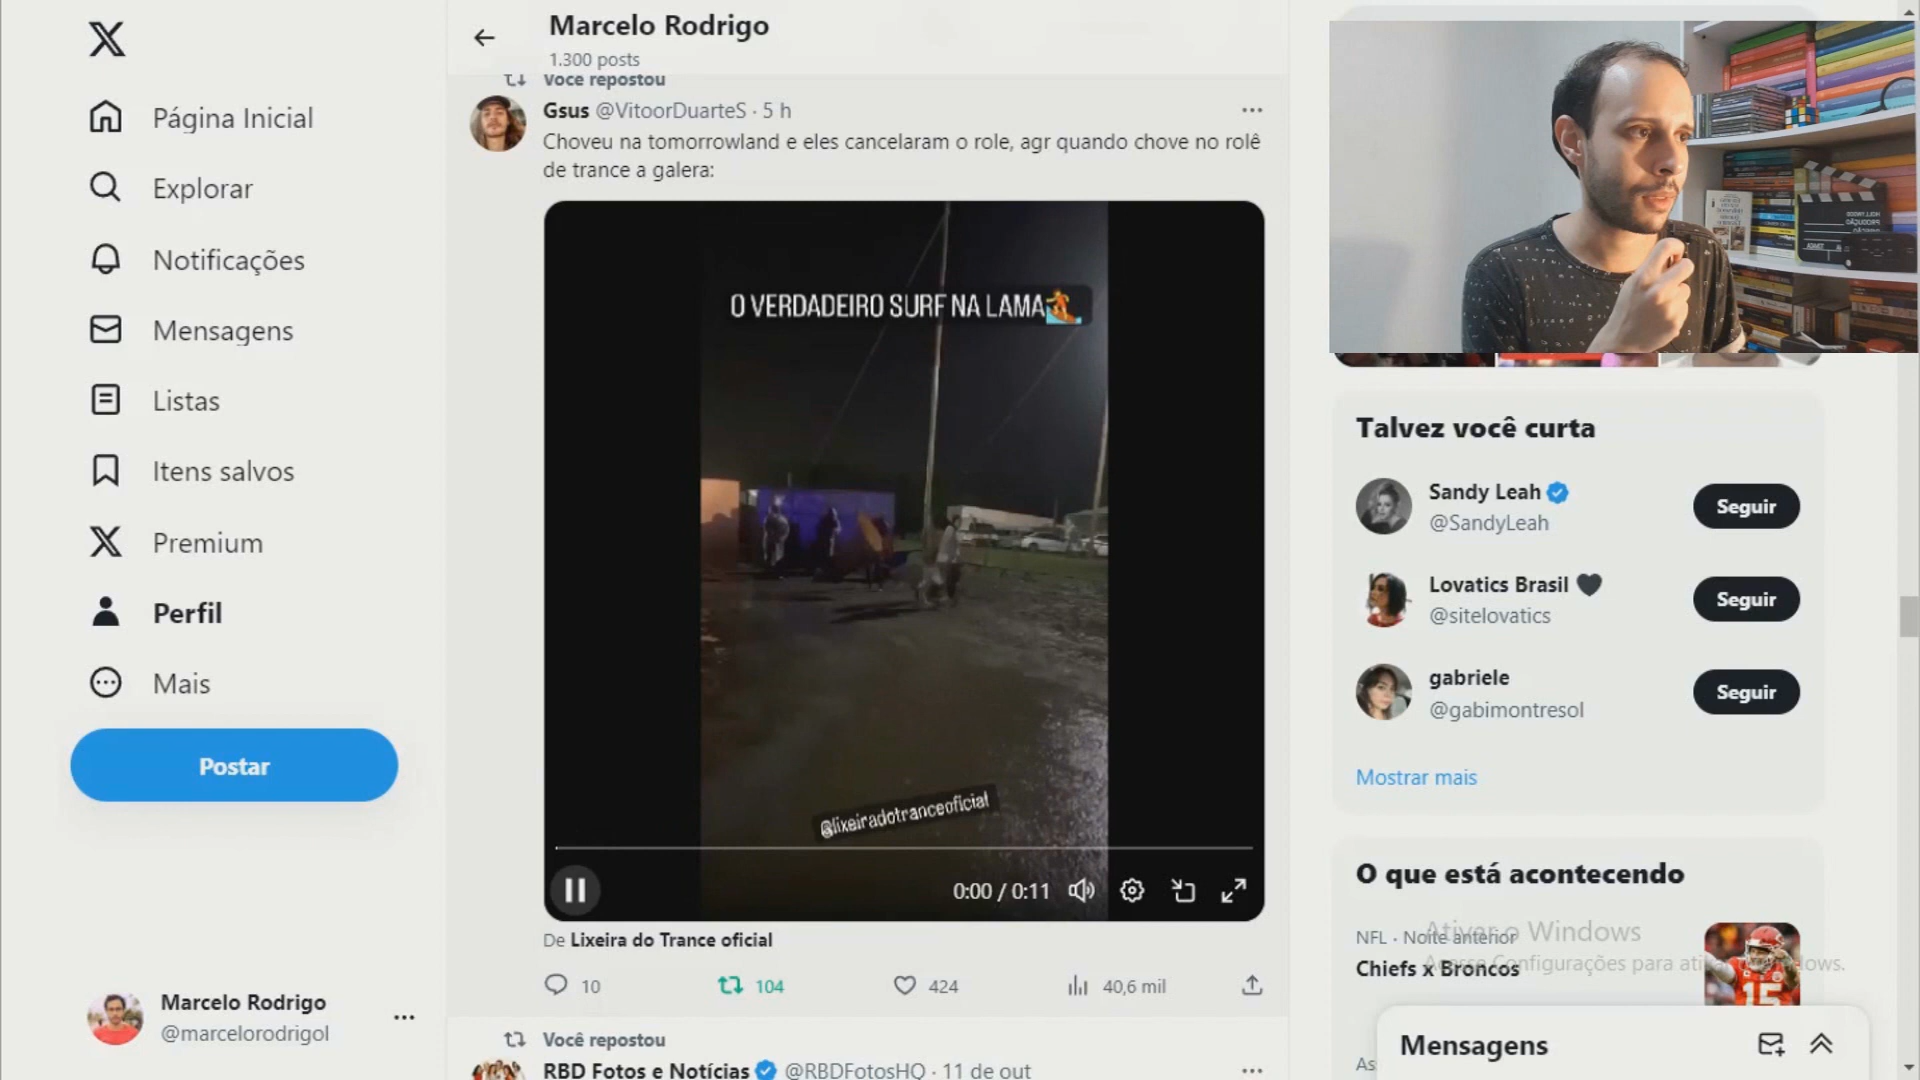 Página Inicial
Explorar
Notificações
Mensagens
Listas
Itens salvos
Premium
Perfil
Mais
Postar
Marcelo Rodrigo
@marcelorodrigol
Marcelo Rodrigo
1.300 posts
Você repostou
Gsus @VitoorDuarteS · 5 h
Choveu na tomorrowland e eles cancelaram o role, agr quando chove no rolê
de trance a galera:
O VERDADEIRO SURF NA LAMA
@lixeiradotranceoficial
0:00 / 0:11
De Lixeira do Trance oficial
10
104
424
40,6 mil
Você repostou
RBD Fotos e Notícias @RBDFotosHQ · 11 de out
Talvez você curta
Sandy Leah
@SandyLeah
Seguir
Lovatics Brasil
@sitelovatics
Seguir
gabriele
@gabimontresol
Seguir
Mostrar mais
O que está acontecendo
NFL · Noite anterior
Chiefs x Broncos
Ativar o Windows
Acesse Configurações para ativar o Windows.
Mensagens